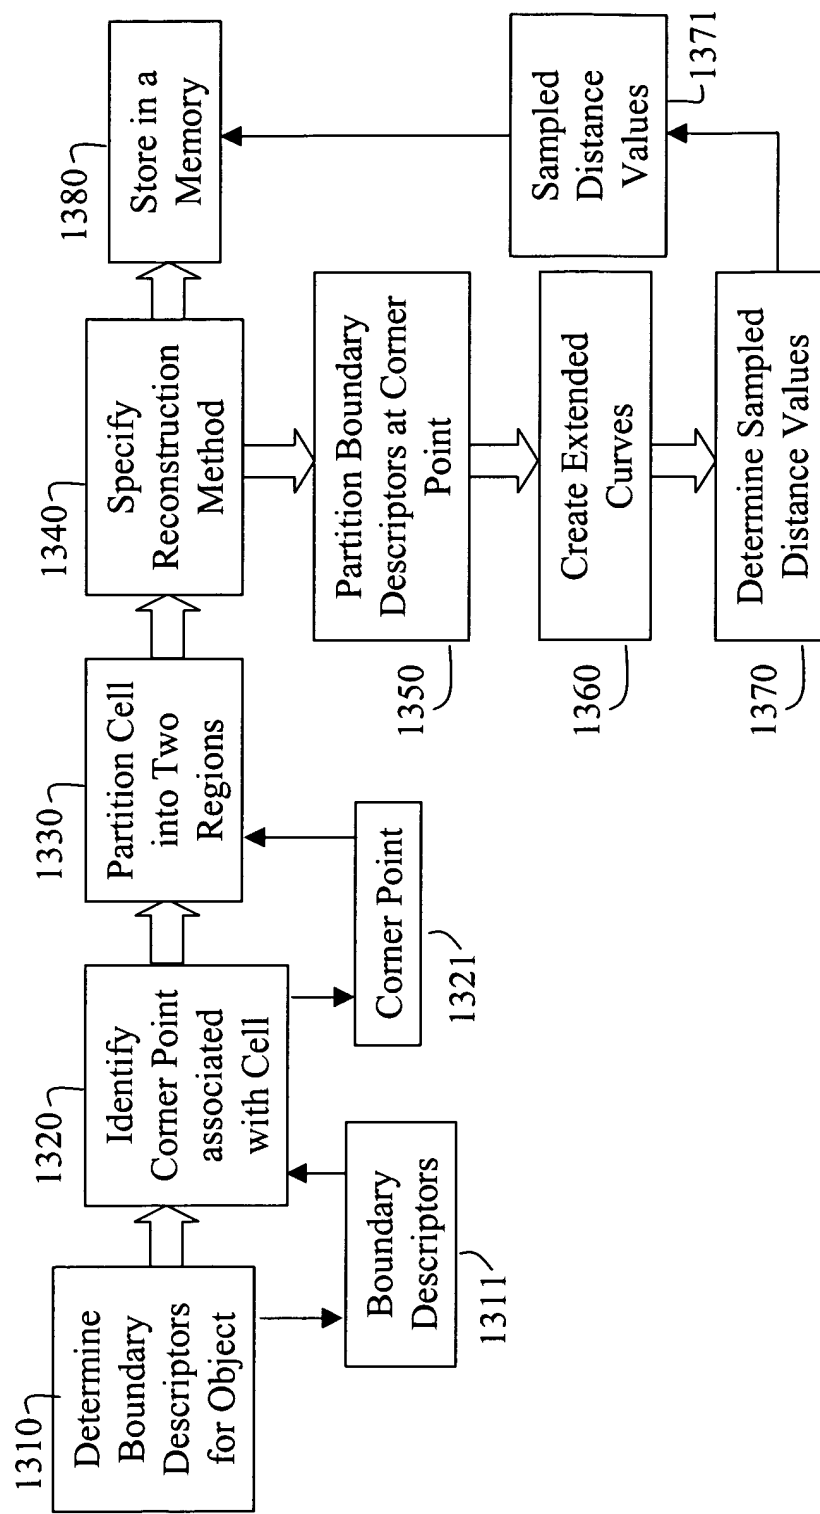 1310
Determine
Boundary
Descriptors
for Object
1311
Boundary
Descriptors
1320
Identify
Corner Point
associated
with Cell
1321
Corner Point
1330
Partition Cell
into Two
Regions
1340
Specify
Reconstruction
Method
1350
Partition Boundary
Descriptors at Corner
Point
1360
Create Extended
Curves
1370
Determine Sampled
Distance Values
1371
Sampled
Distance
Values
1380
Store in a
Memory